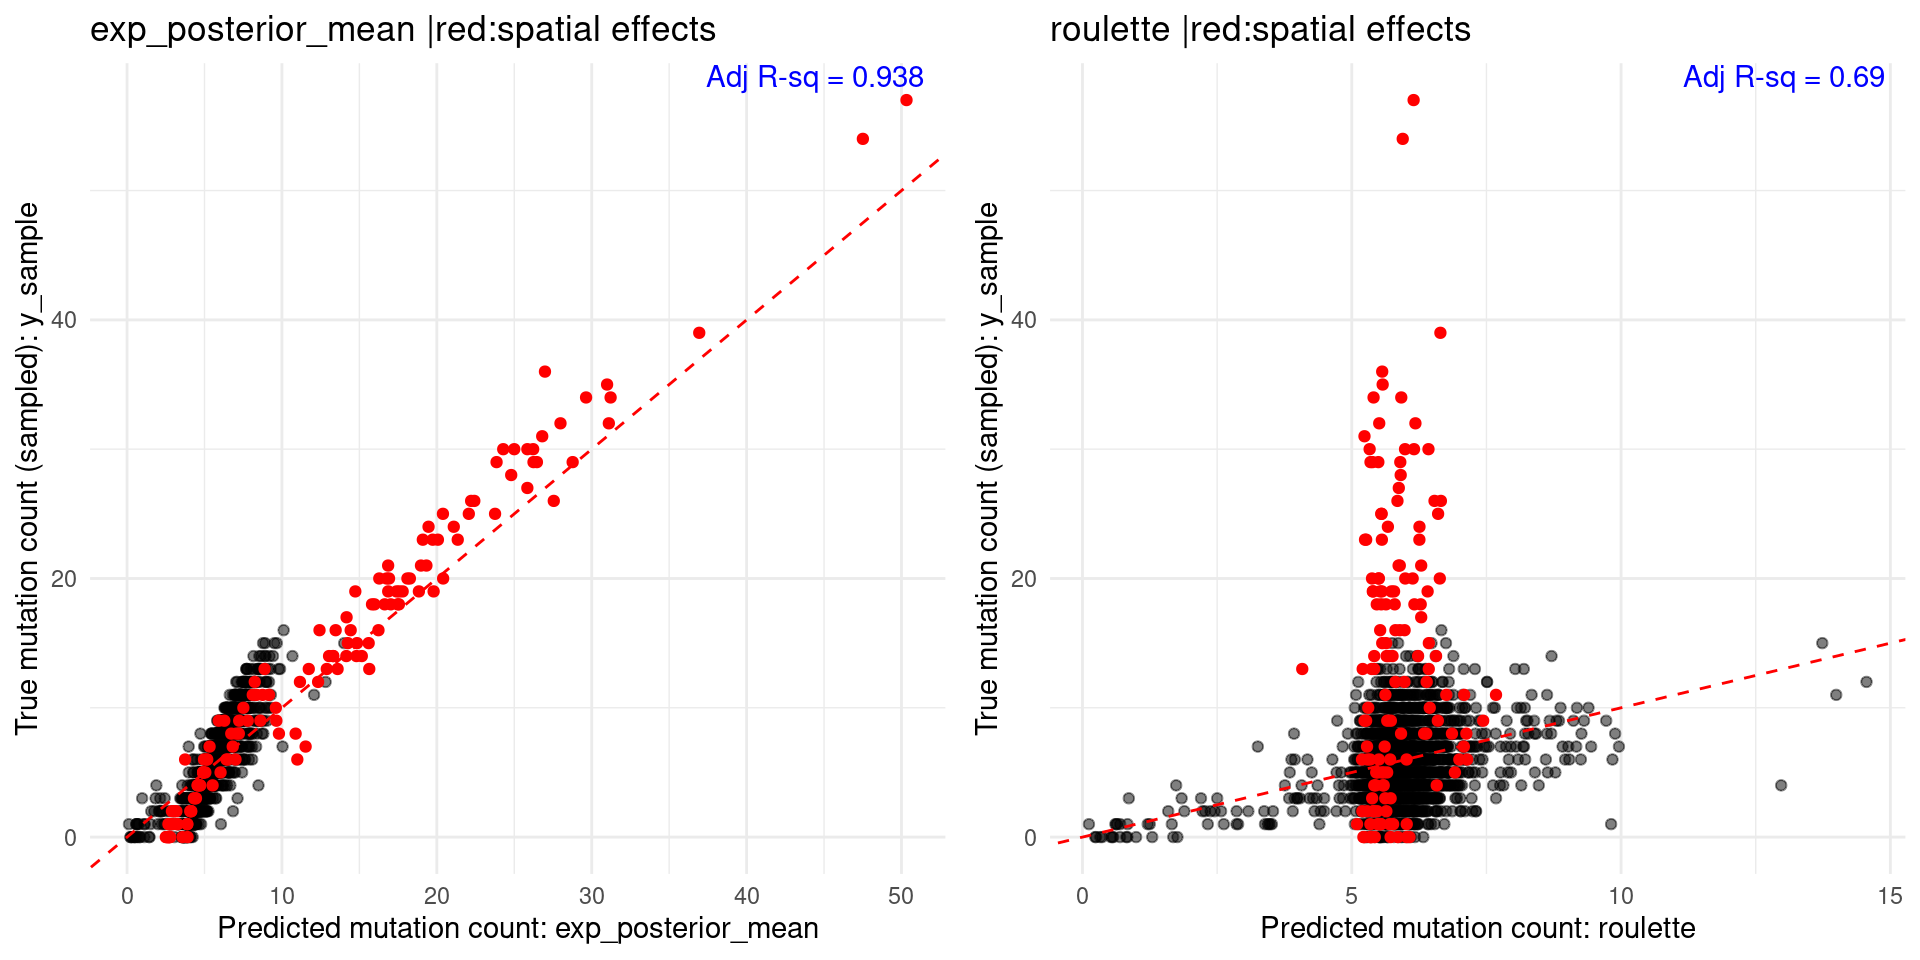 exp_posterior_mean |red:spatial effects
Adj R-sq = 0.938
True mutation count (sampled): y_sample
40
20
0
0
10
20
30
40
50
Predicted mutation count: exp_posterior_mean
roulette |red:spatial effects
Adj R-sq = 0.69
True mutation count (sampled): y_sample
40
20
0
0
5
10
15
Predicted mutation count: roulette